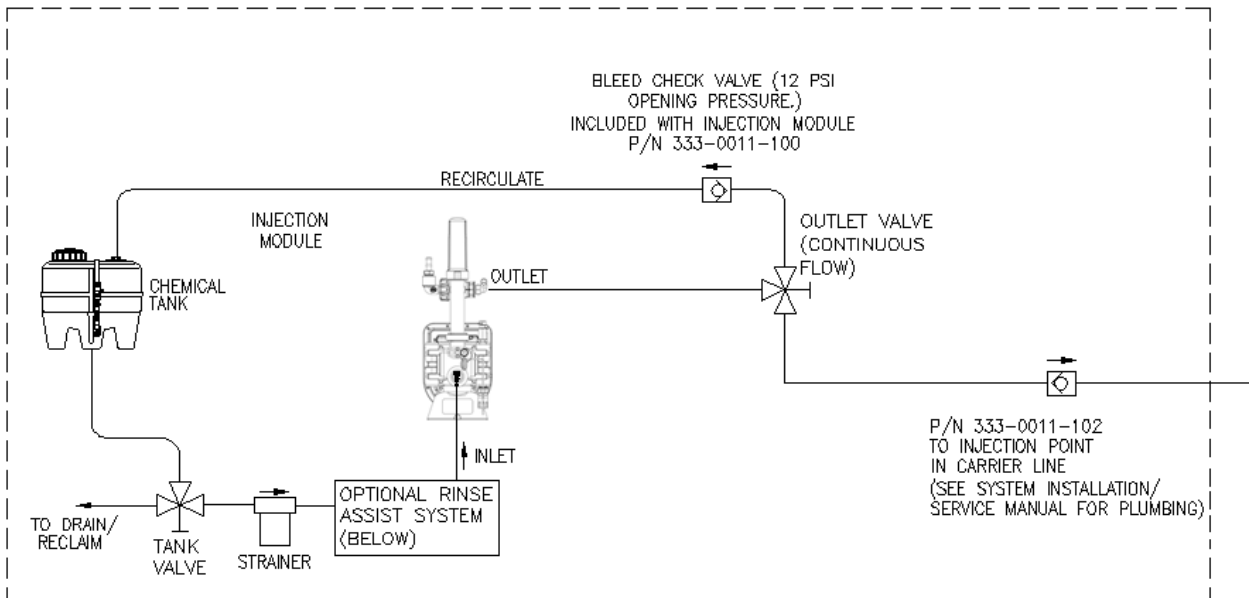 BLEED CHECK VALVE (12 PSI
OPENING PRESSURE.)
INCLUDED WITH INJECTION MODULE
P/N 333-0011-100
RECIRCULATE
INJECTION
MODULE
OUTLET VALVE
(CONTINUOUS
FLOW)
CHEMICAL
TANK
OUTLET
P/N 333-0011-102
TO INJECTION POINT
IN CARRIER LINE
(SEE SYSTEM INSTALLATION/
SERVICE MANUAL FOR PLUMBING)
INLET
OPTIONAL RINSE
ASSIST SYSTEM
(BELOW)
TO DRAIN/
RECLAIM
TANK
VALVE
STRAINER